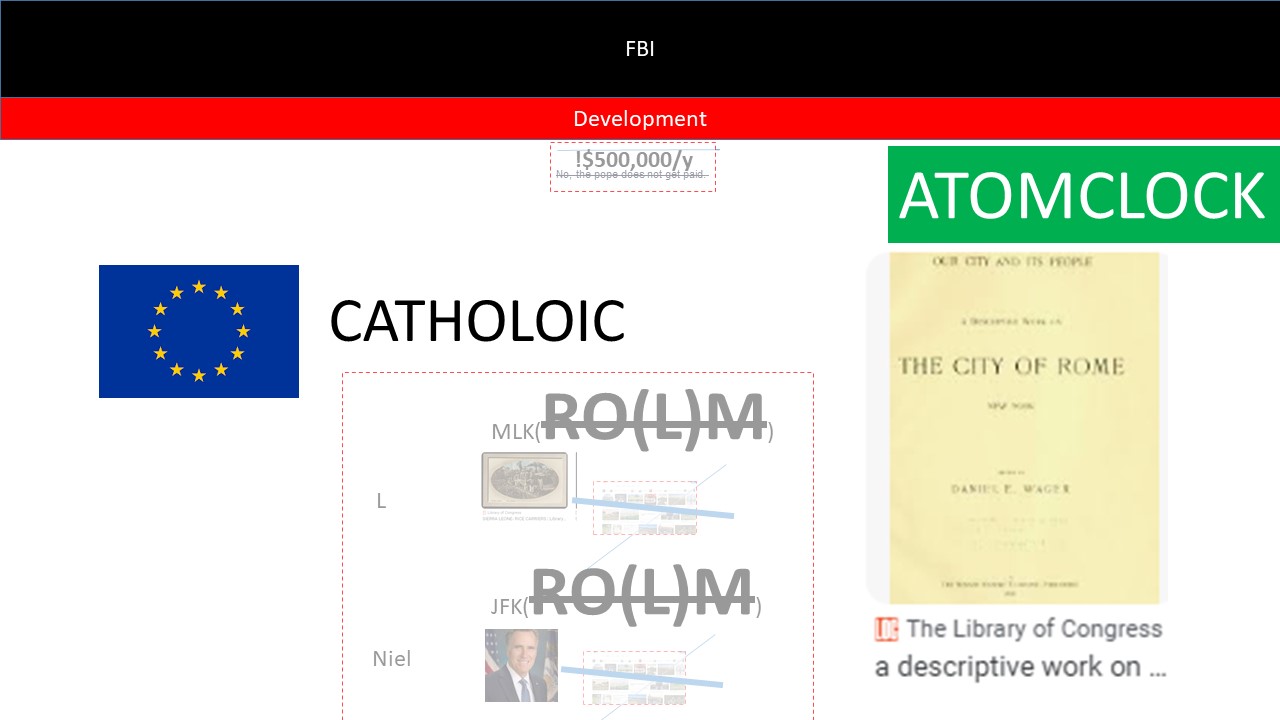 FBI
Development
!$500,000/y
No, the pope does not get paid.
ATOMCLOCK
OUR CITY AND ITS PEOPLE
A DESCRIPTIVE WORK ON
THE CITY OF ROME
NEW YORK
DANIEL E. WAGER
CATHOLOIC
MLK(RO(L)M)
L
JFK(RO(L)M)
Niel
LOC The Library of Congress
a descriptive work on ...